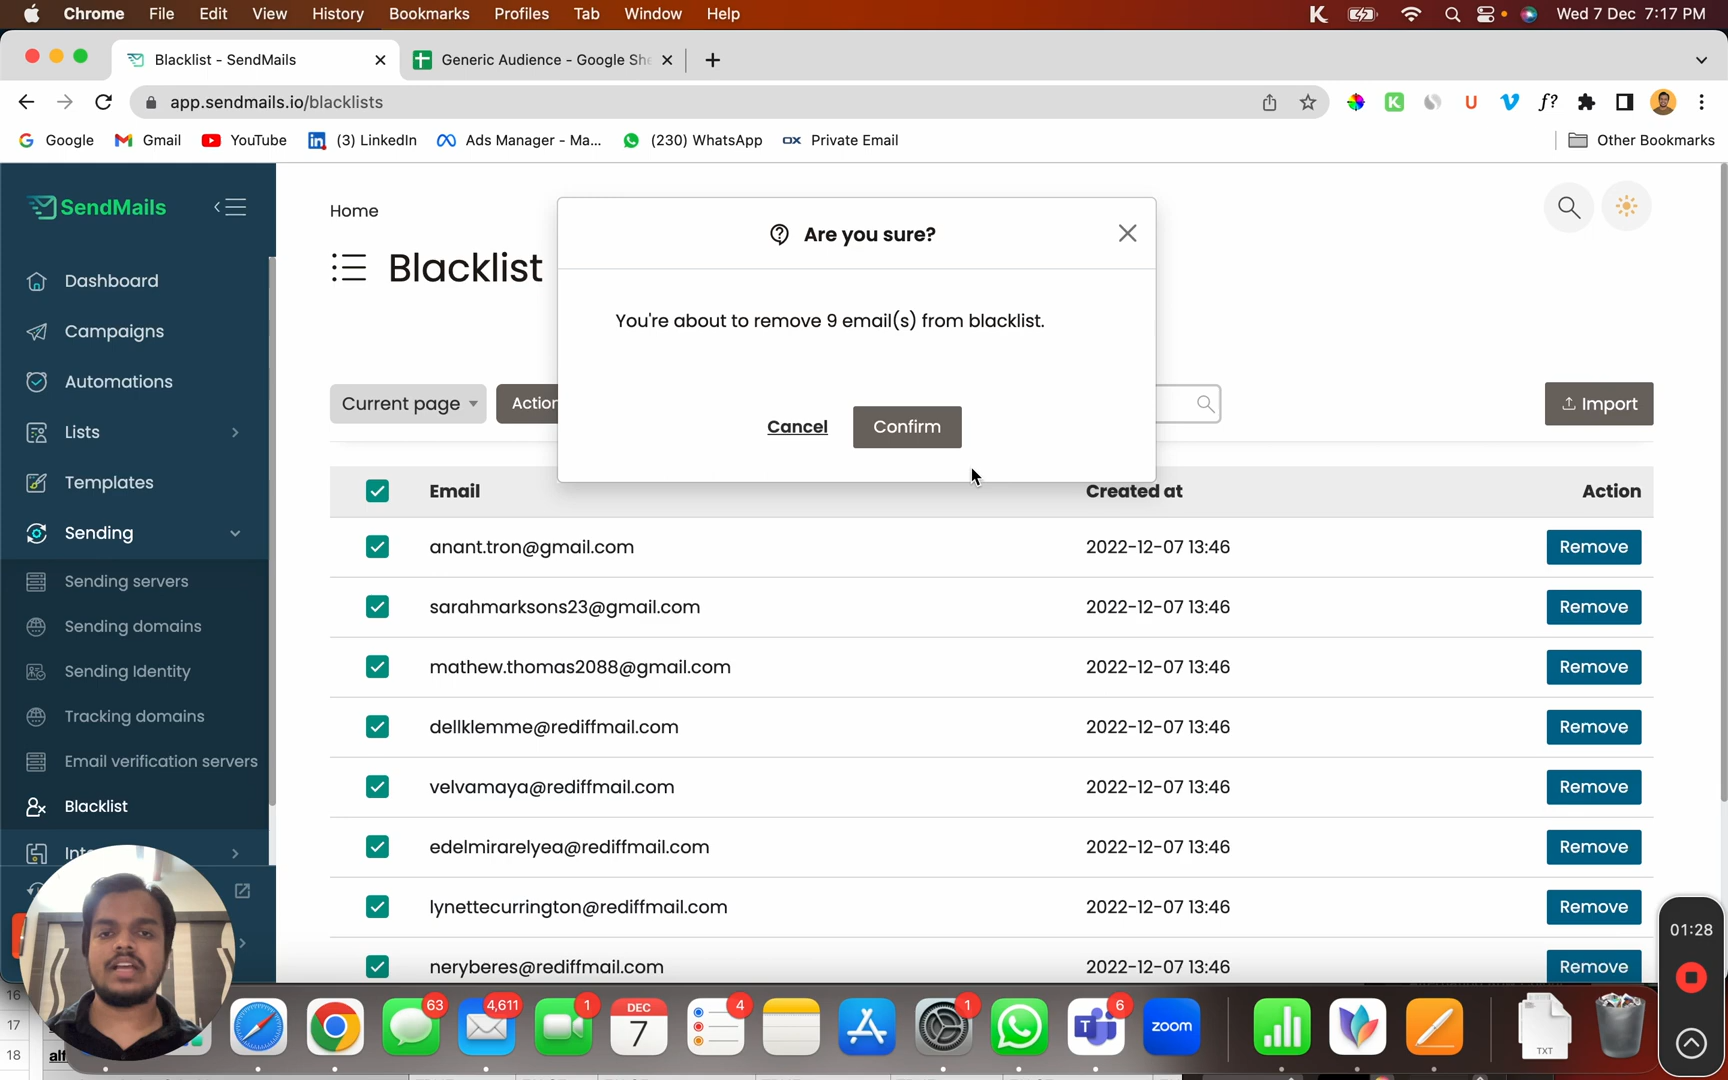 Chrome File Edit View History Bookmarks Profiles Tab Window Help Wed 7 Dec 7:17 PM
Blacklist - SendMails Generic Audience - Google She
app.sendmails.io/blacklists
Google Gmail YouTube (3) LinkedIn Ads Manager - Ma... (230) WhatsApp OX Private Email Other Bookmarks
SendMails
Home
Are you sure?
Blacklist
Dashboard
You're about to remove 9 email(s) from blacklist.
Campaigns
Automations
Current page Action
Import
Cancel Confirm
Lists
Templates
Email Created at Action
Sending
anant.tron@gmail.com 2022-12-07 13:46 Remove
Sending servers
sarahmarksons23@gmail.com 2022-12-07 13:46 Remove
Sending domains
mathew.thomas2088@gmail.com 2022-12-07 13:46 Remove
Sending Identity
Tracking domains
dellklemme@rediffmail.com 2022-12-07 13:46 Remove
Email verification servers
velvamaya@rediffmail.com 2022-12-07 13:46 Remove
Blacklist
edelmirarelyea@rediffmail.com 2022-12-07 13:46 Remove
lynettecurrington@rediffmail.com 2022-12-07 13:46 Remove
01:28
neryberes@rediffmail.com 2022-12-07 13:46 Remove
16
17
18 alf
63 4,611 1 DEC 7 4 1 6 zoom TXT